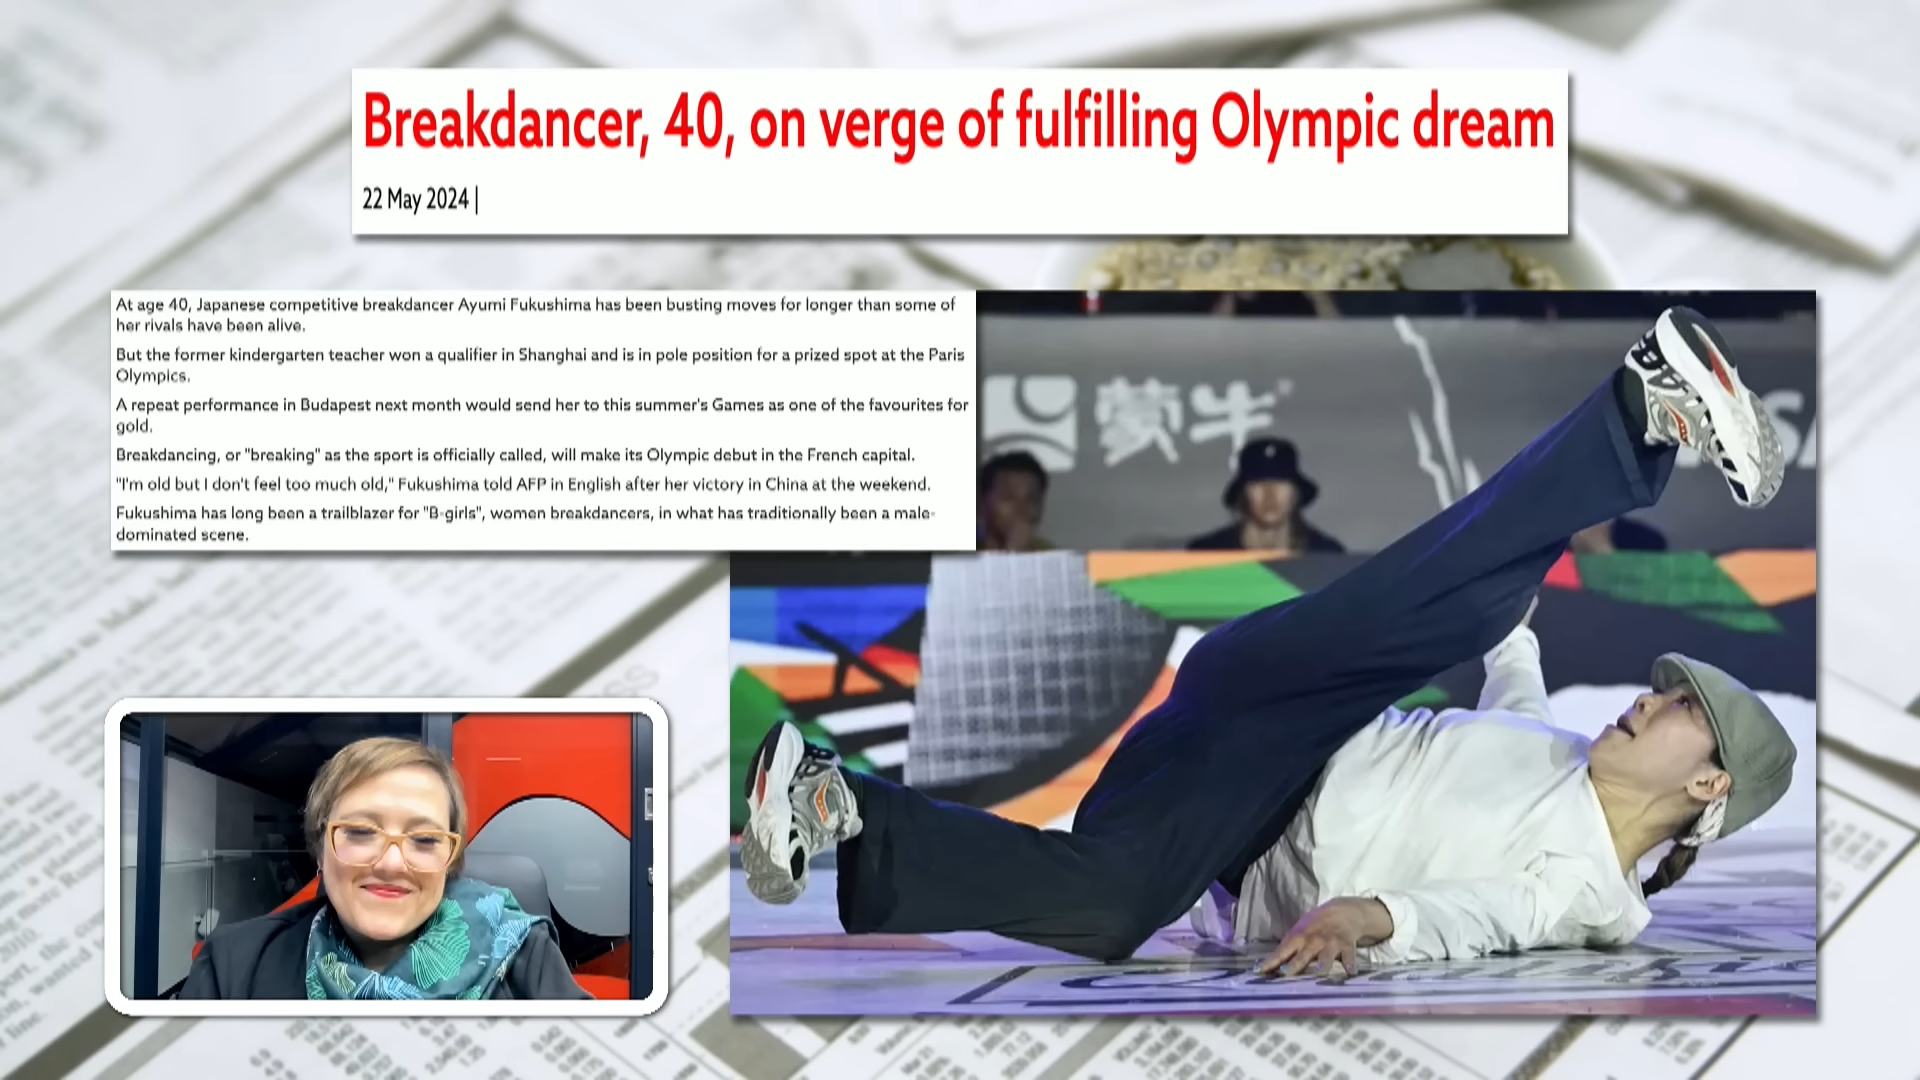 Breakdancer, 40, on verge of fulfilling Olympic dream
22 May 2024 |
At age 40, Japanese competitive breakdancer Ayumi Fukushima has been busting moves for longer than some of
her rivals have been alive.
But the former kindergarten teacher won a qualifier in Shanghai and is in pole position for a prized spot at the Paris
Olympics.
A repeat performance in Budapest next month would send her to this summer's Games as one of the favourites for
gold.
Breakdancing, or "breaking" as the sport is officially called, will make its Olympic debut in the French capital.
"I'm old but I don't feel too much old," Fukushima told AFP in English after her victory in China at the weekend.
Fukushima has long been a trailblazer for "B-girls", women breakdancers, in what has traditionally been a male-
dominated scene.
蒙牛